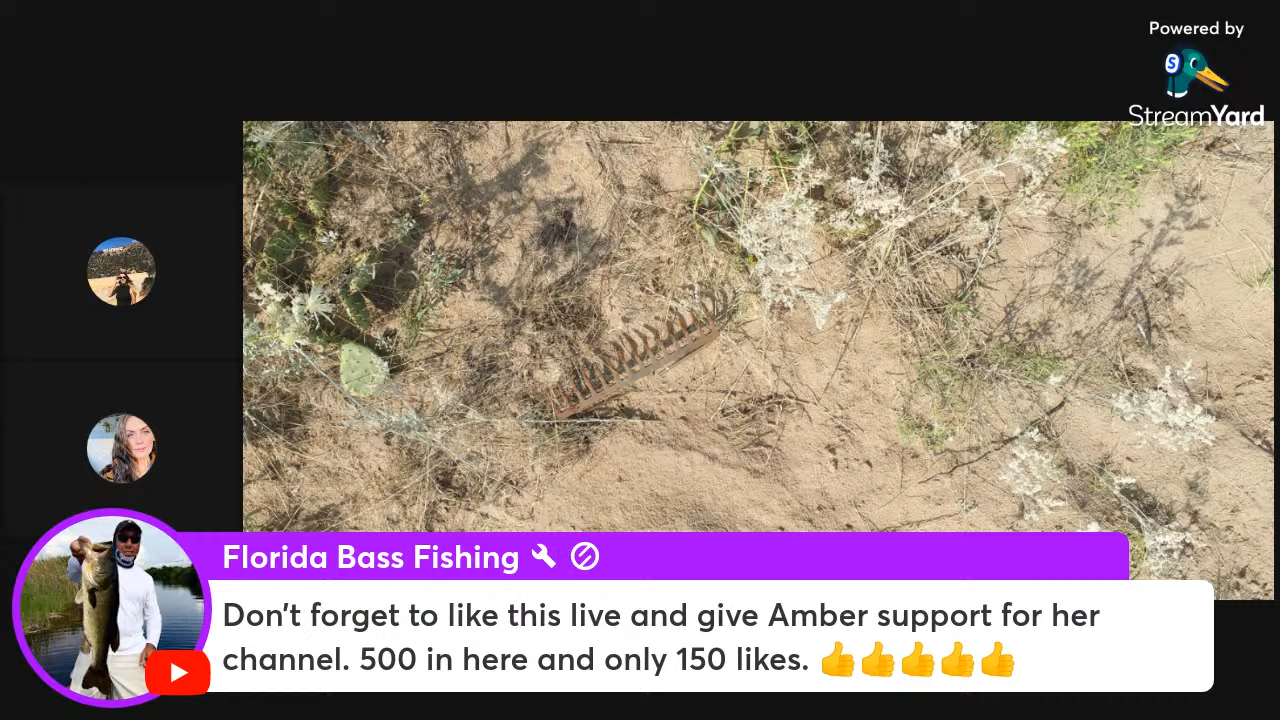 Powered by
StreamYard
Florida Bass Fishing
Don't forget to like this live and give Amber support for her
channel. 500 in here and only 150 likes. 👍👍👍👍👍